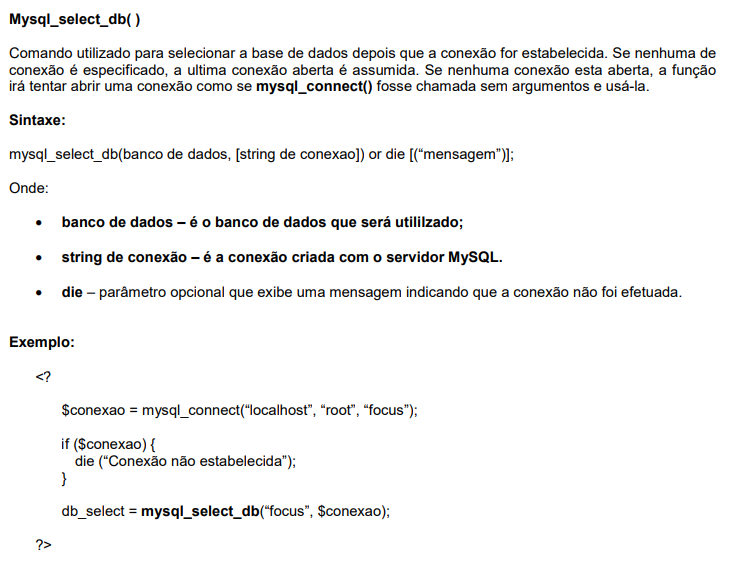 Mysql_select_db( )
Comando utilizado para selecionar a base de dados depois que a conexão for estabelecida. Se nenhuma de
conexão é especificado, a ultima conexão aberta é assumida. Se nenhuma conexão esta aberta, a função
irá tentar abrir uma conexão como se mysql_connect() fosse chamada sem argumentos e usá-la.
Sintaxe:
mysql_select_db(banco de dados, [string de conexao]) or die [(“mensagem”)];
Onde:
• banco de dados – é o banco de dados que será utililzado;
• string de conexão – é a conexão criada com o servidor MySQL.
• die – parâmetro opcional que exibe uma mensagem indicando que a conexão não foi efetuada.
Exemplo:
<?
$conexao = mysql_connect(“localhost”, “root”, “focus”);
if ($conexao) {
die (“Conexão não estabelecida”);
}
db_select = mysql_select_db(“focus”, $conexao);
?>